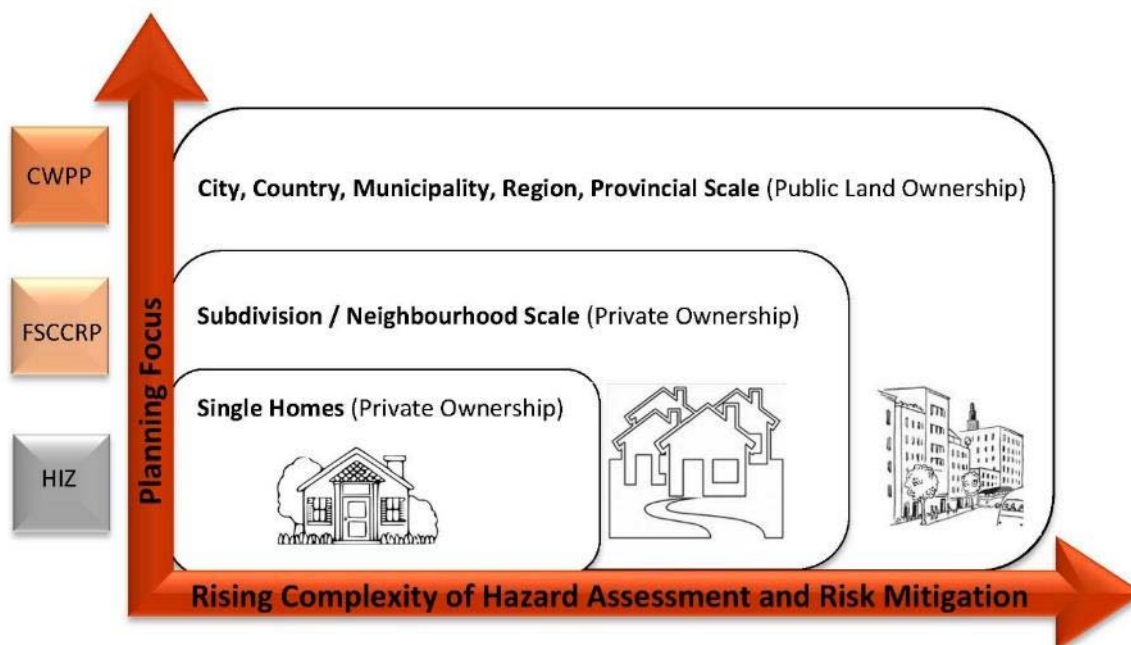 CWPP
City, Country, Municipality, Region, Provincial Scale (Public Land Ownership)
FSCCRP
Subdivision / Neighbourhood Scale (Private Ownership)
Single Homes (Private Ownership)
HIZ
Planning Focus
Rising Complexity of Hazard Assessment and Risk Mitigation